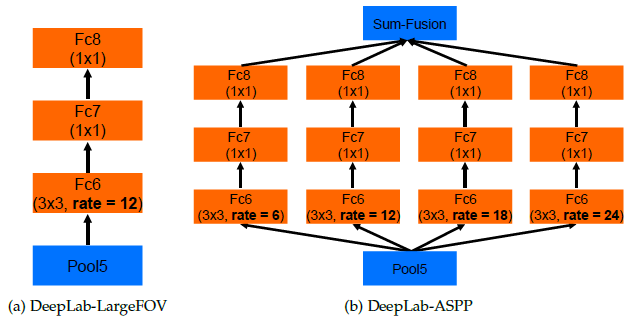 Fc8
(1x1)
Fc7
(1x1)
Fc6
(3x3, rate = 12)
Pool5
(a) DeepLab-LargeFOV
Sum-Fusion
Fc8
(1x1)
Fc8
(1x1)
Fc8
(1x1)
Fc8
(1x1)
Fc7
(1x1)
Fc7
(1x1)
Fc7
(1x1)
Fc7
(1x1)
Fc6
(3x3, rate = 6)
Fc6
(3x3, rate = 12)
Fc6
(3x3, rate = 18)
Fc6
(3x3, rate = 24)
Pool5
(b) DeepLab-ASPP